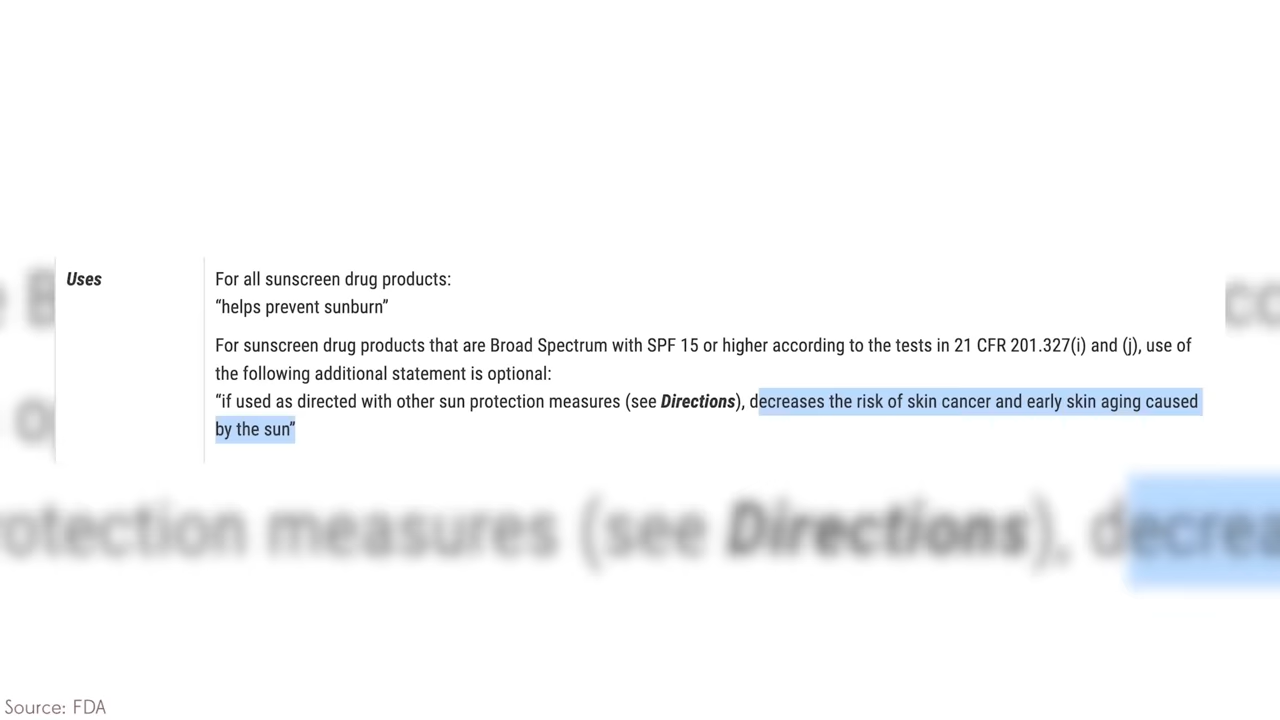 Uses
For all sunscreen drug products:
“helps prevent sunburn”
For sunscreen drug products that are Broad Spectrum with SPF 15 or higher according to the tests in 21 CFR 201.327(i) and (j), use of
the following additional statement is optional:
“if used as directed with other sun protection measures (see Directions), decreases the risk of skin cancer and early skin aging caused
by the sun”
rotection measures (see Directions), decrea
Source: FDA